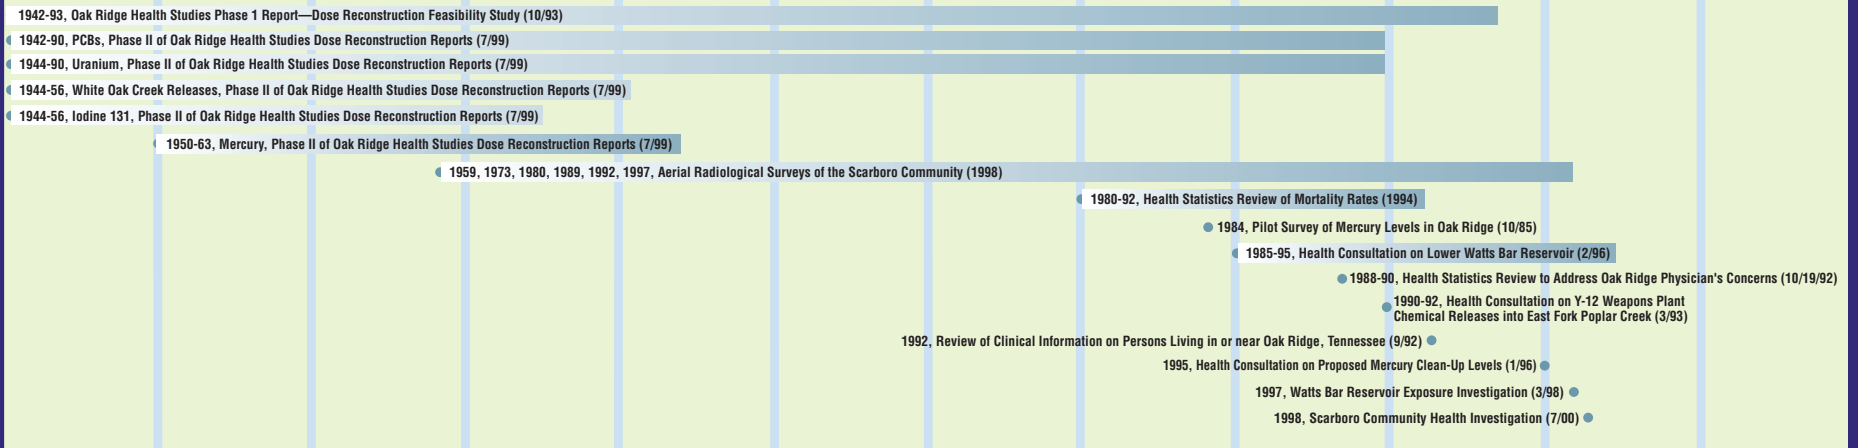 1942-93, Oak Ridge Health Studies Phase 1 Report—Dose Reconstruction Feasibility Study (10/93)
1942-90, PCBs, Phase II of Oak Ridge Health Studies Dose Reconstruction Reports (7/99)
1944-90, Uranium, Phase II of Oak Ridge Health Studies Dose Reconstruction Reports (7/99)
1944-56, White Oak Creek Releases, Phase II of Oak Ridge Health Studies Dose Reconstruction Reports (7/99)
1944-56, Iodine 131, Phase II of Oak Ridge Health Studies Dose Reconstruction Reports (7/99)
1950-63, Mercury, Phase II of Oak Ridge Health Studies Dose Reconstruction Reports (7/99)
1959, 1973, 1980, 1989, 1992, 1997, Aerial Radiological Surveys of the Scarboro Community (1998)
1980-92, Health Statistics Review of Mortality Rates (1994)
1984, Pilot Survey of Mercury Levels in Oak Ridge (10/85)
1985-95, Health Consultation on Lower Watts Bar Reservoir (2/96)
1988-90, Health Statistics Review to Address Oak Ridge Physician's Concerns (10/19/92)
1990-92, Health Consultation on Y-12 Weapons Plant
Chemical Releases into East Fork Poplar Creek (3/93)
1992, Review of Clinical Information on Persons Living in or near Oak Ridge, Tennessee (9/92)
1995, Health Consultation on Proposed Mercury Clean-Up Levels (1/96)
1997, Watts Bar Reservoir Exposure Investigation (3/98)
1998, Scarboro Community Health Investigation (7/00)